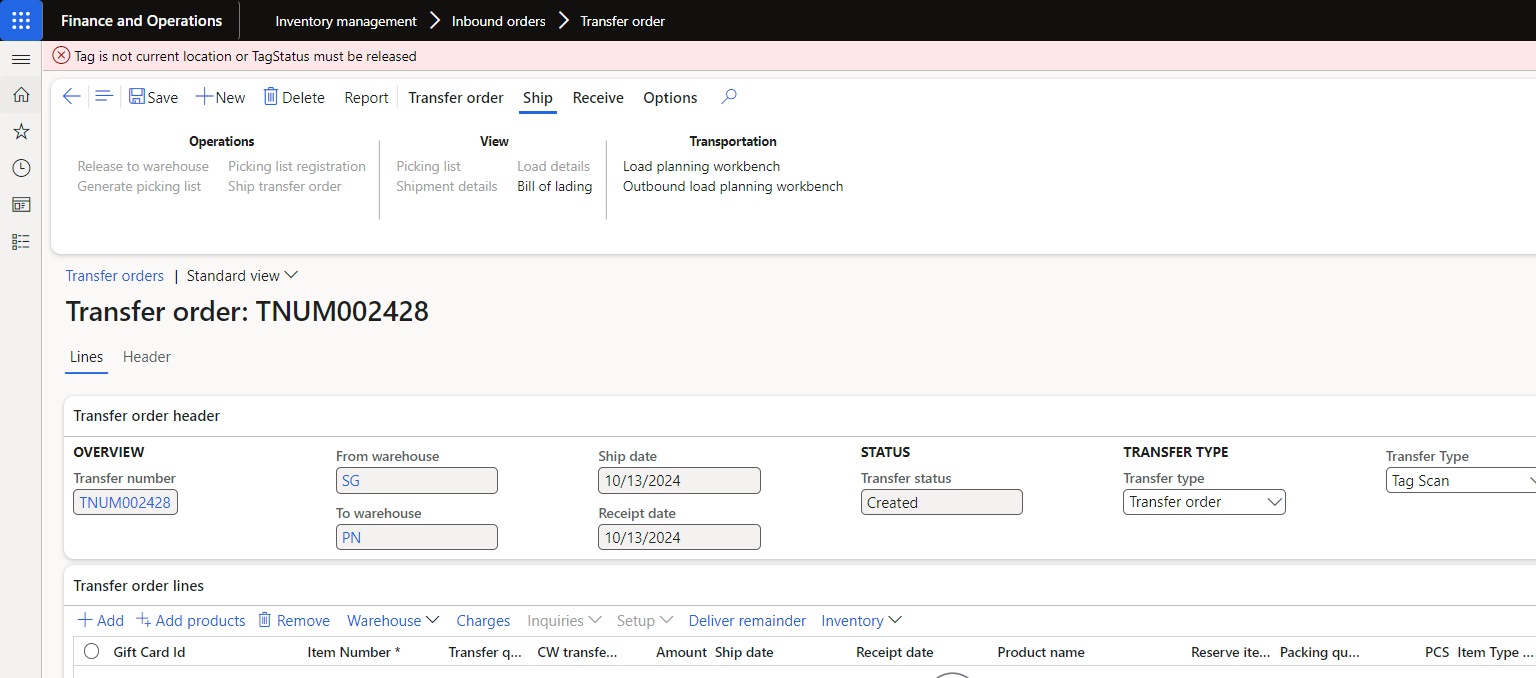 Finance and Operations
Inventory management Inbound orders Transfer order
Tag is not current location or TagStatus must be released
Save New Delete Report Transfer order Ship Receive Options
Operations
Release to warehouse Picking list registration
Generate picking list Ship transfer order
View
Picking list Load details
Shipment details Bill of lading
Transportation
Load planning workbench
Outbound load planning workbench
Transfer orders | Standard view
Transfer order: TNUM002428
Lines Header
Transfer order header
OVERVIEW
Transfer number
TNUM002428
From warehouse
SG
To warehouse
PN
Ship date
10/13/2024
Receipt date
10/13/2024
STATUS
Transfer status
Created
TRANSFER TYPE
Transfer type
Transfer order
Transfer Type
Tag Scan
Transfer order lines
Add Add products Remove Warehouse Charges Inquiries Setup Deliver remainder Inventory
Gift Card Id Item Number * Transfer q... CW transfe... Amount Ship date Receipt date Product name Reserve ite... Packing qu... PCS Item Type ...